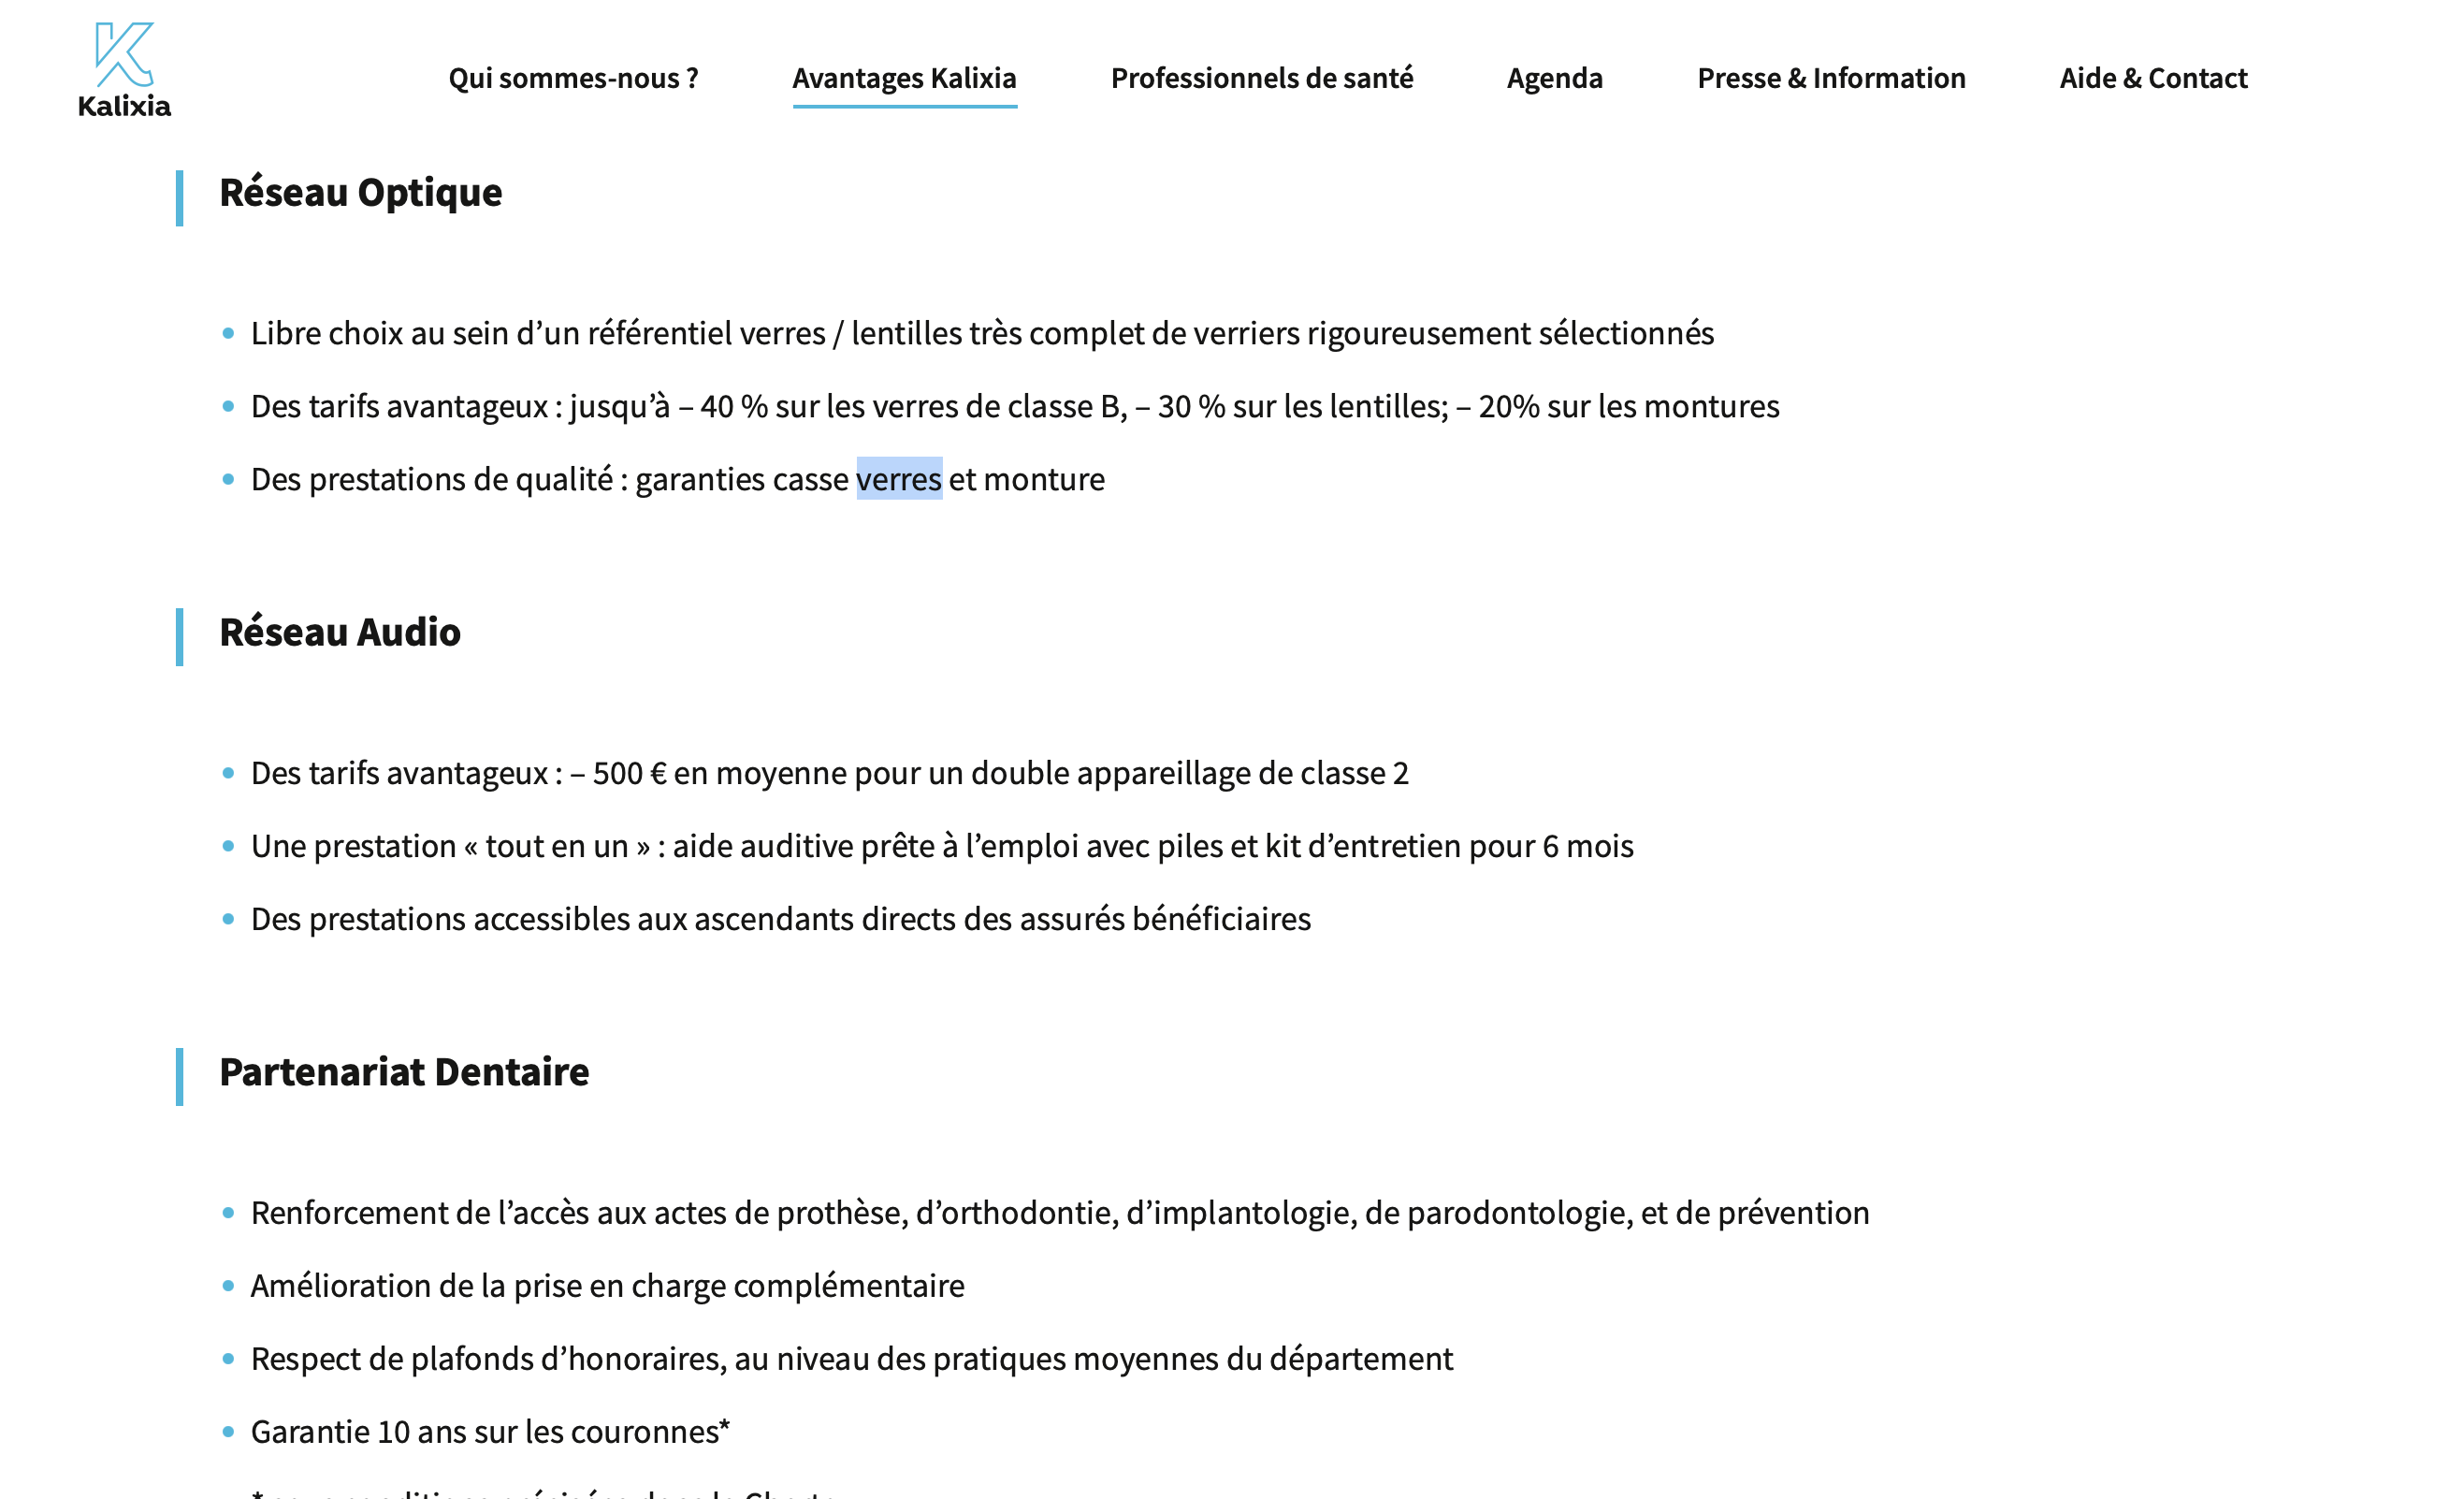 Kalixia
Qui sommes-nous ?
Avantages Kalixia
Professionnels de santé
Agenda
Presse & Information
Aide & Contact
Réseau Optique
Libre choix au sein d’un référentiel verres / lentilles très complet de verriers rigoureusement sélectionnés
Des tarifs avantageux : jusqu’à – 40 % sur les verres de classe B, – 30 % sur les lentilles; – 20% sur les montures
Des prestations de qualité : garanties casse verres et monture
Réseau Audio
Des tarifs avantageux : – 500 € en moyenne pour un double appareillage de classe 2
Une prestation « tout en un » : aide auditive prête à l’emploi avec piles et kit d’entretien pour 6 mois
Des prestations accessibles aux ascendants directs des assurés bénéficiaires
Partenariat Dentaire
Renforcement de l’accès aux actes de prothèse, d’orthodontie, d’implantologie, de parodontologie, et de prévention
Amélioration de la prise en charge complémentaire
Respect de plafonds d’honoraires, au niveau des pratiques moyennes du département
Garantie 10 ans sur les couronnes*